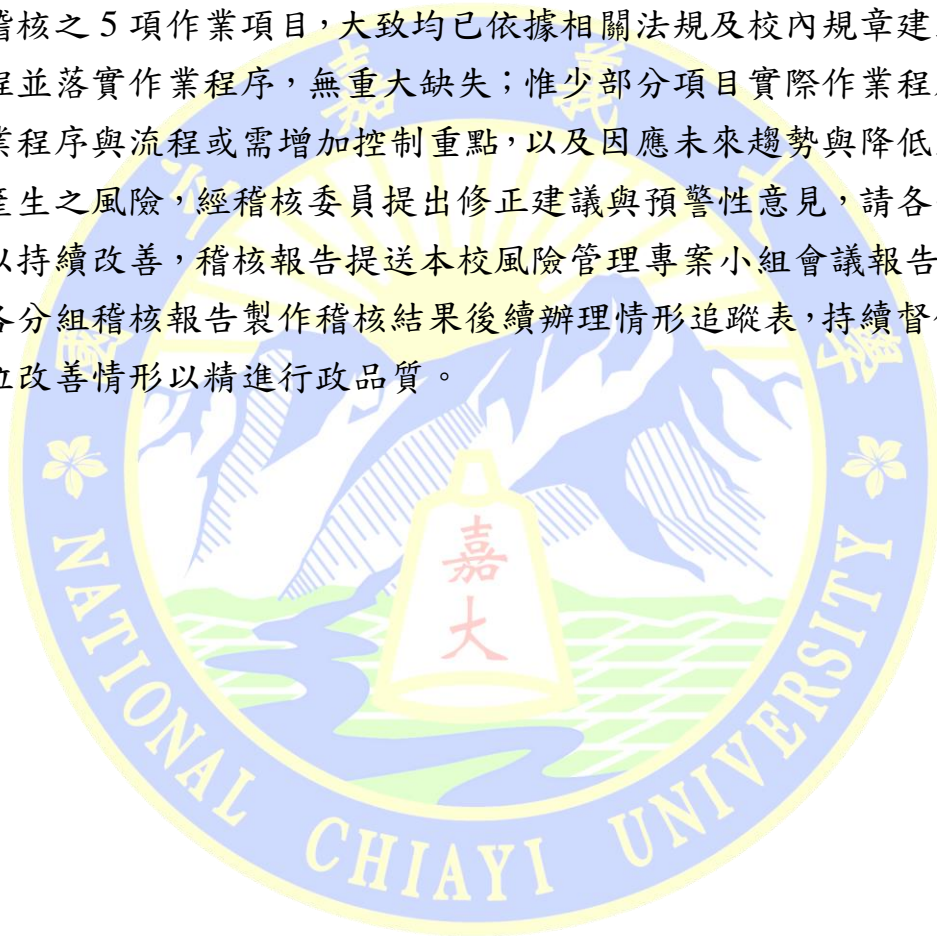 稽核之 5 項作業項目，大致均已依據相關法規及校內規章建
程並落實作業程序，無重大缺失；惟少部分項目實際作業程
業程序與流程或需增加控制重點，以及因應未來趨勢與降低
產生之風險，經稽核委員提出修正建議與預警性意見，請各
以持續改善，稽核報告提送本校風險管理專案小組會議報告
各分組稽核報告製作稽核結果後續辦理情形追蹤表，持續督
位改善情形以精進行政品質。
國立嘉義大學
嘉大
NATIONAL CHIAYI UNIVERSITY